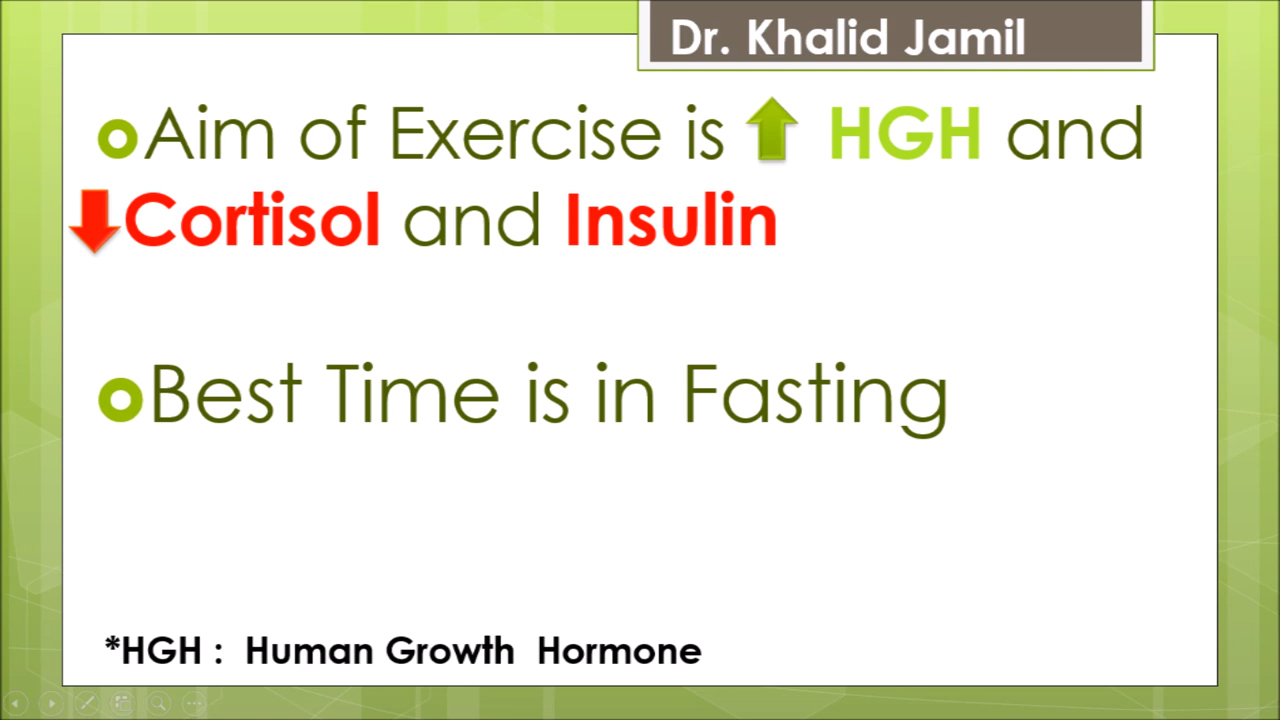 Dr. Khalid Jamil
Aim of Exercise is HGH and
Cortisol and Insulin
Best Time is in Fasting
*HGH : Human Growth Hormone